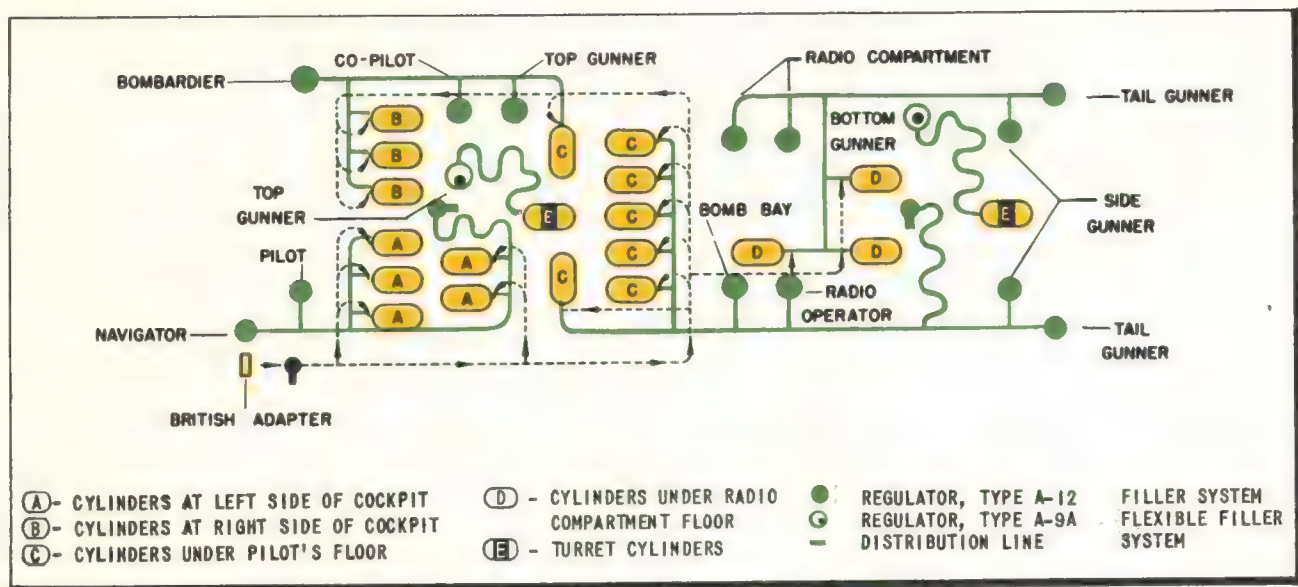 CO-PILOT
TOP GUNNER
RADIO COMPARTMENT
BOMBARDIER
TAIL GUNNER
BOTTOM
GUNNER
B
B
B
C
C
C
C
C
C
C
D
D
D
E
E
TOP
GUNNER
BOMB BAY
SIDE
GUNNER
A
A
A
A
A
PILOT
RADIO
OPERATOR
NAVIGATOR
TAIL
GUNNER
BRITISH ADAPTER
A - CYLINDERS AT LEFT SIDE OF COCKPIT
B - CYLINDERS AT RIGHT SIDE OF COCKPIT
C - CYLINDERS UNDER PILOT'S FLOOR
D - CYLINDERS UNDER RADIO
COMPARTMENT FLOOR
E - TURRET CYLINDERS
REGULATOR, TYPE A-12
REGULATOR, TYPE A-9A
DISTRIBUTION LINE
FILLER SYSTEM
FLEXIBLE FILLER
SYSTEM